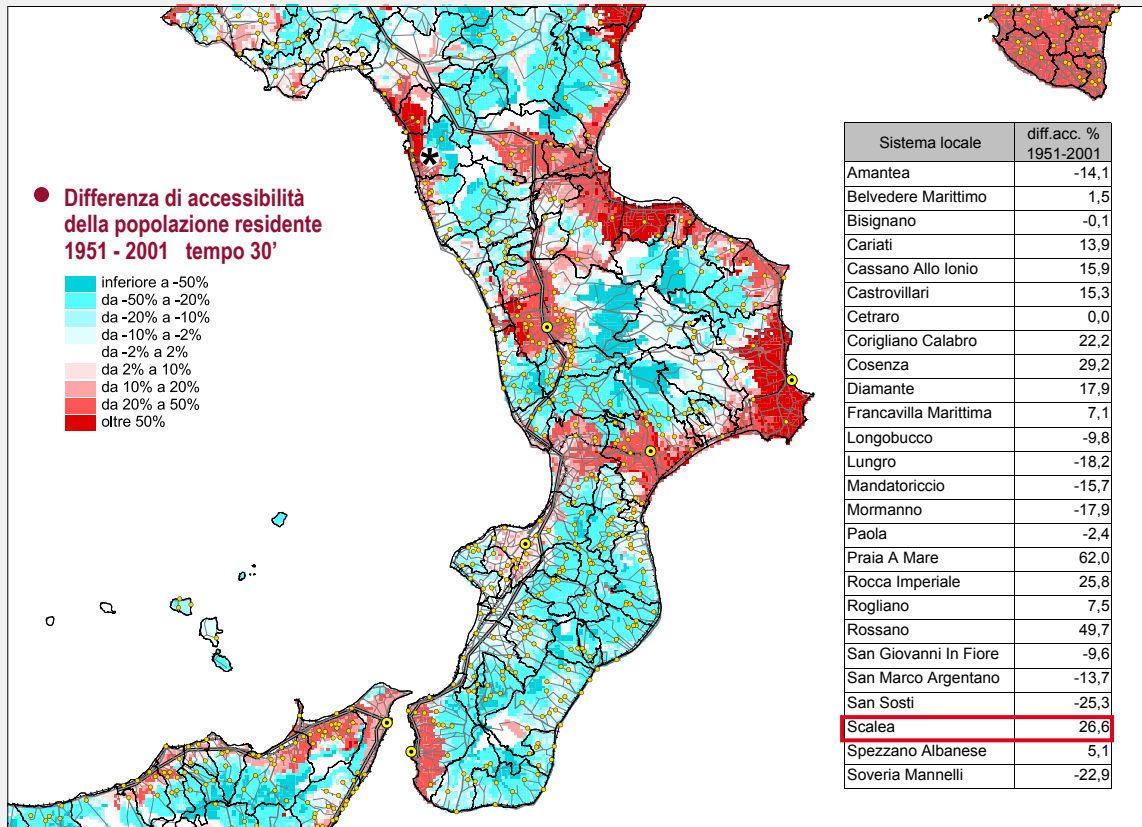 ● Differenza di accessibilità
della popolazione residente
1951 - 2001 tempo 30’
inferiore a -50%
da -50% a -20%
da -20% a -10%
da -10% a -2%
da -2% a 2%
da 2% a 10%
da 10% a 20%
da 20% a 50%
oltre 50%
*
Sistema locale diff.acc. % 1951-2001
Amantea -14,1
Belvedere Marittimo 1,5
Bisignano -0,1
Cariati 13,9
Cassano Allo Ionio 15,9
Castrovillari 15,3
Cetraro 0,0
Corigliano Calabro 22,2
Cosenza 29,2
Diamante 17,9
Francavilla Marittima 7,1
Longobucco -9,8
Lungro -18,2
Mandatoriccio -15,7
Mormanno -17,9
Paola -2,4
Praia A Mare 62,0
Rocca Imperiale 25,8
Rogliano 7,5
Rossano 49,7
San Giovanni In Fiore -9,6
San Marco Argentano -13,7
San Sosti -25,3
Scalea 26,6
Spezzano Albanese 5,1
Soveria Mannelli -22,9